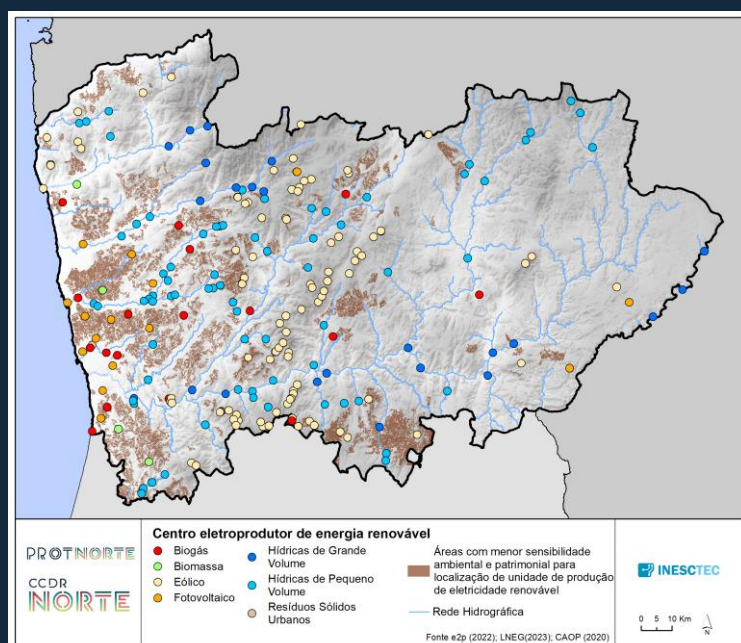 PROTNORTE
CCDR
NORTE
Centro eletroprodutor de energia renovável
Biogás
Biomassa
Eólico
Fotovoltaico
Hídricas de Grande
Volume
Hídricas de Pequeno
Volume
Resíduos Sólidos
Urbanos
Áreas com menor sensibilidade
ambiental e patrimonial para
localização de unidade de produção
de eletricidade renovável
Rede Hidrográfica
INESCTEC
0 5 10 Km
N
Fonte e2p (2022); LNEG(2023); CAOP (2020)